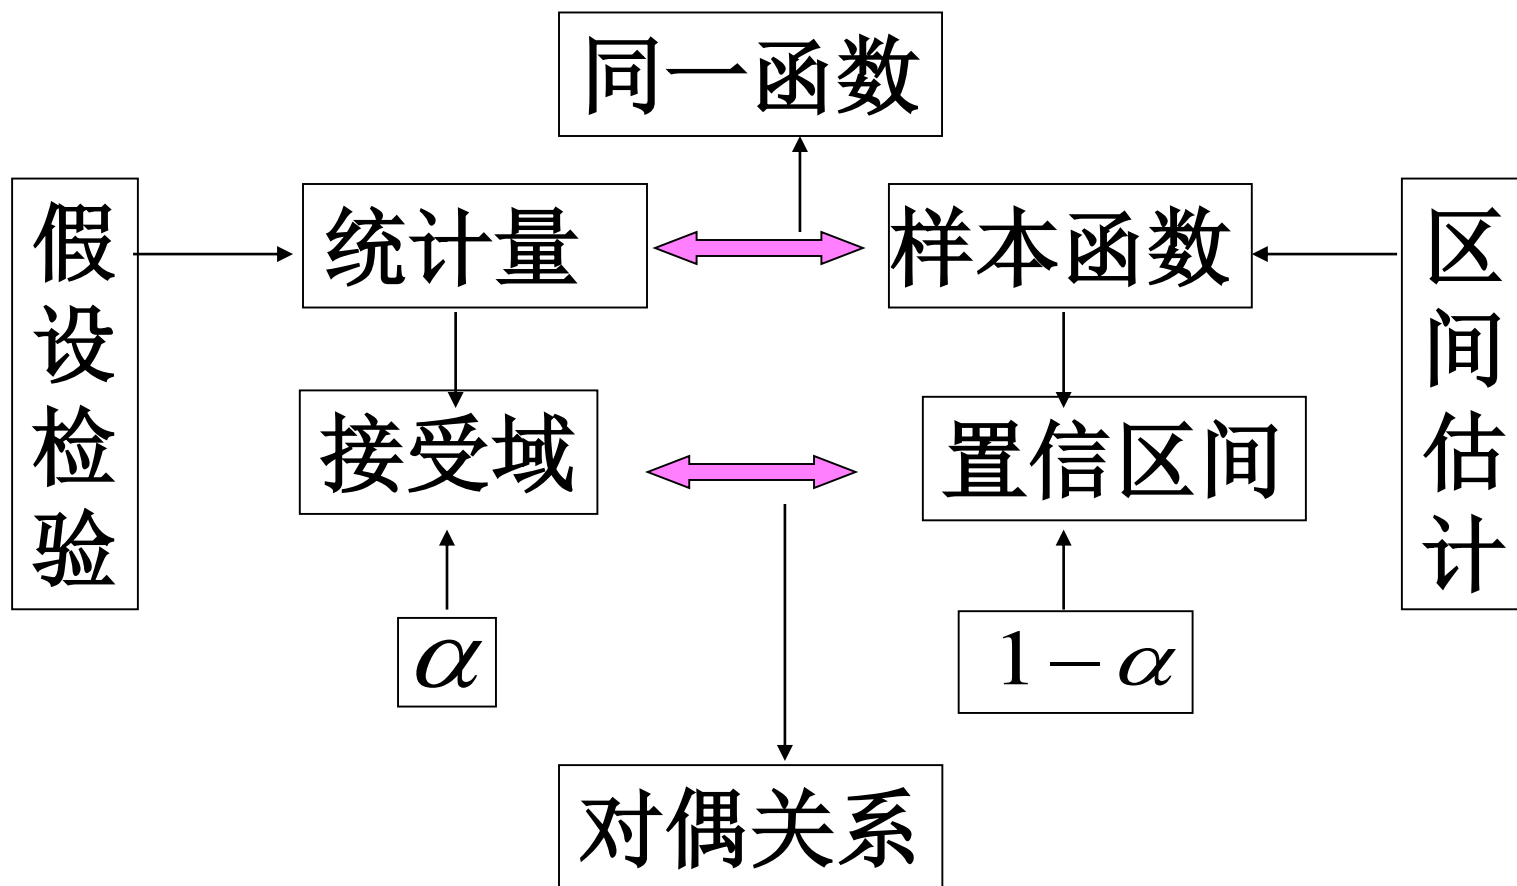 同一函数
假设检验
统计量
样本函数
区间估计
接受域
置信区间
α
1 − α
对偶关系